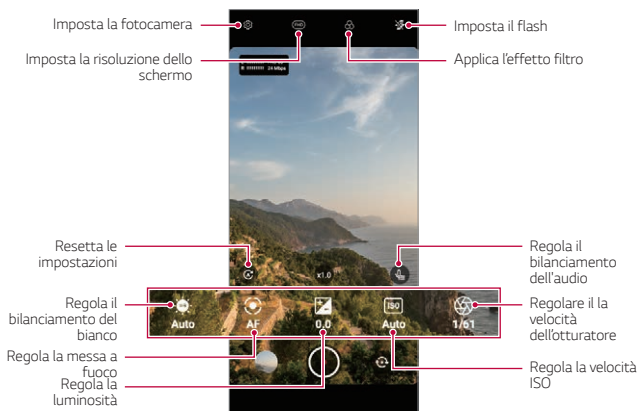 Imposta la fotocamera
Imposta il flash
Imposta la risoluzione dello
schermo
Applica l'effetto filtro
FHD
24 Mbps
Resetta le
impostazioni
x1.0
Regola il
bilanciamento
dell'audio
Regola il
bilanciamento del
bianco
Auto
AF
0.0
ISO
Auto
1/61
Regolare il la
velocità
dell'otturatore
Regola la messa a
fuoco
Regola la
luminosità
Regola la velocità
ISO